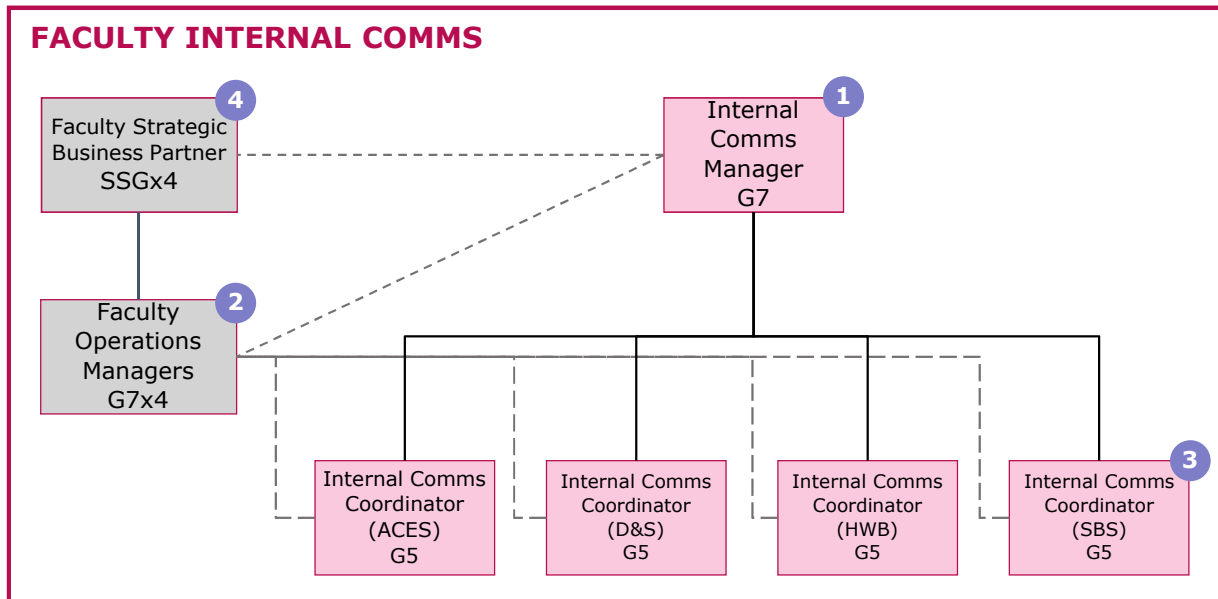 FACULTY INTERNAL COMMS
4
Faculty Strategic
Business Partner
SSGx4
1
Internal
Comms
Manager
G7
2
Faculty
Operations
Managers
G7x4
Internal Comms
Coordinator
(ACES)
G5
Internal Comms
Coordinator
(D&S)
G5
Internal Comms
Coordinator
(HWB)
G5
3
Internal Comms
Coordinator
(SBS)
G5